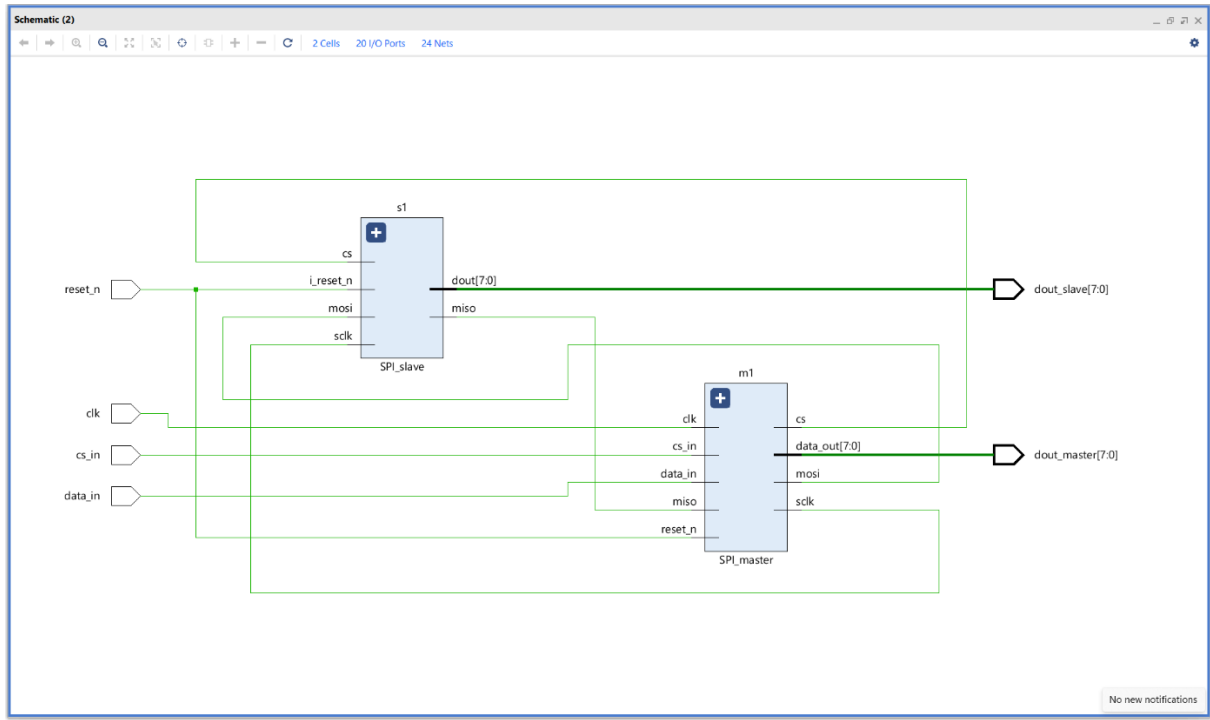 Schematic (2)
2 Cells 20 I/O Ports 24 Nets
s1
cs
reset_n i_reset_n dout[7:0] dout_slave[7:0]
mosi miso
sclk
SPI_slave
m1
clk clk cs
cs_in cs_in data_out[7:0] dout_master[7:0]
data_in data_in mosi
miso sclk
reset_n
SPI_master
No new notifications